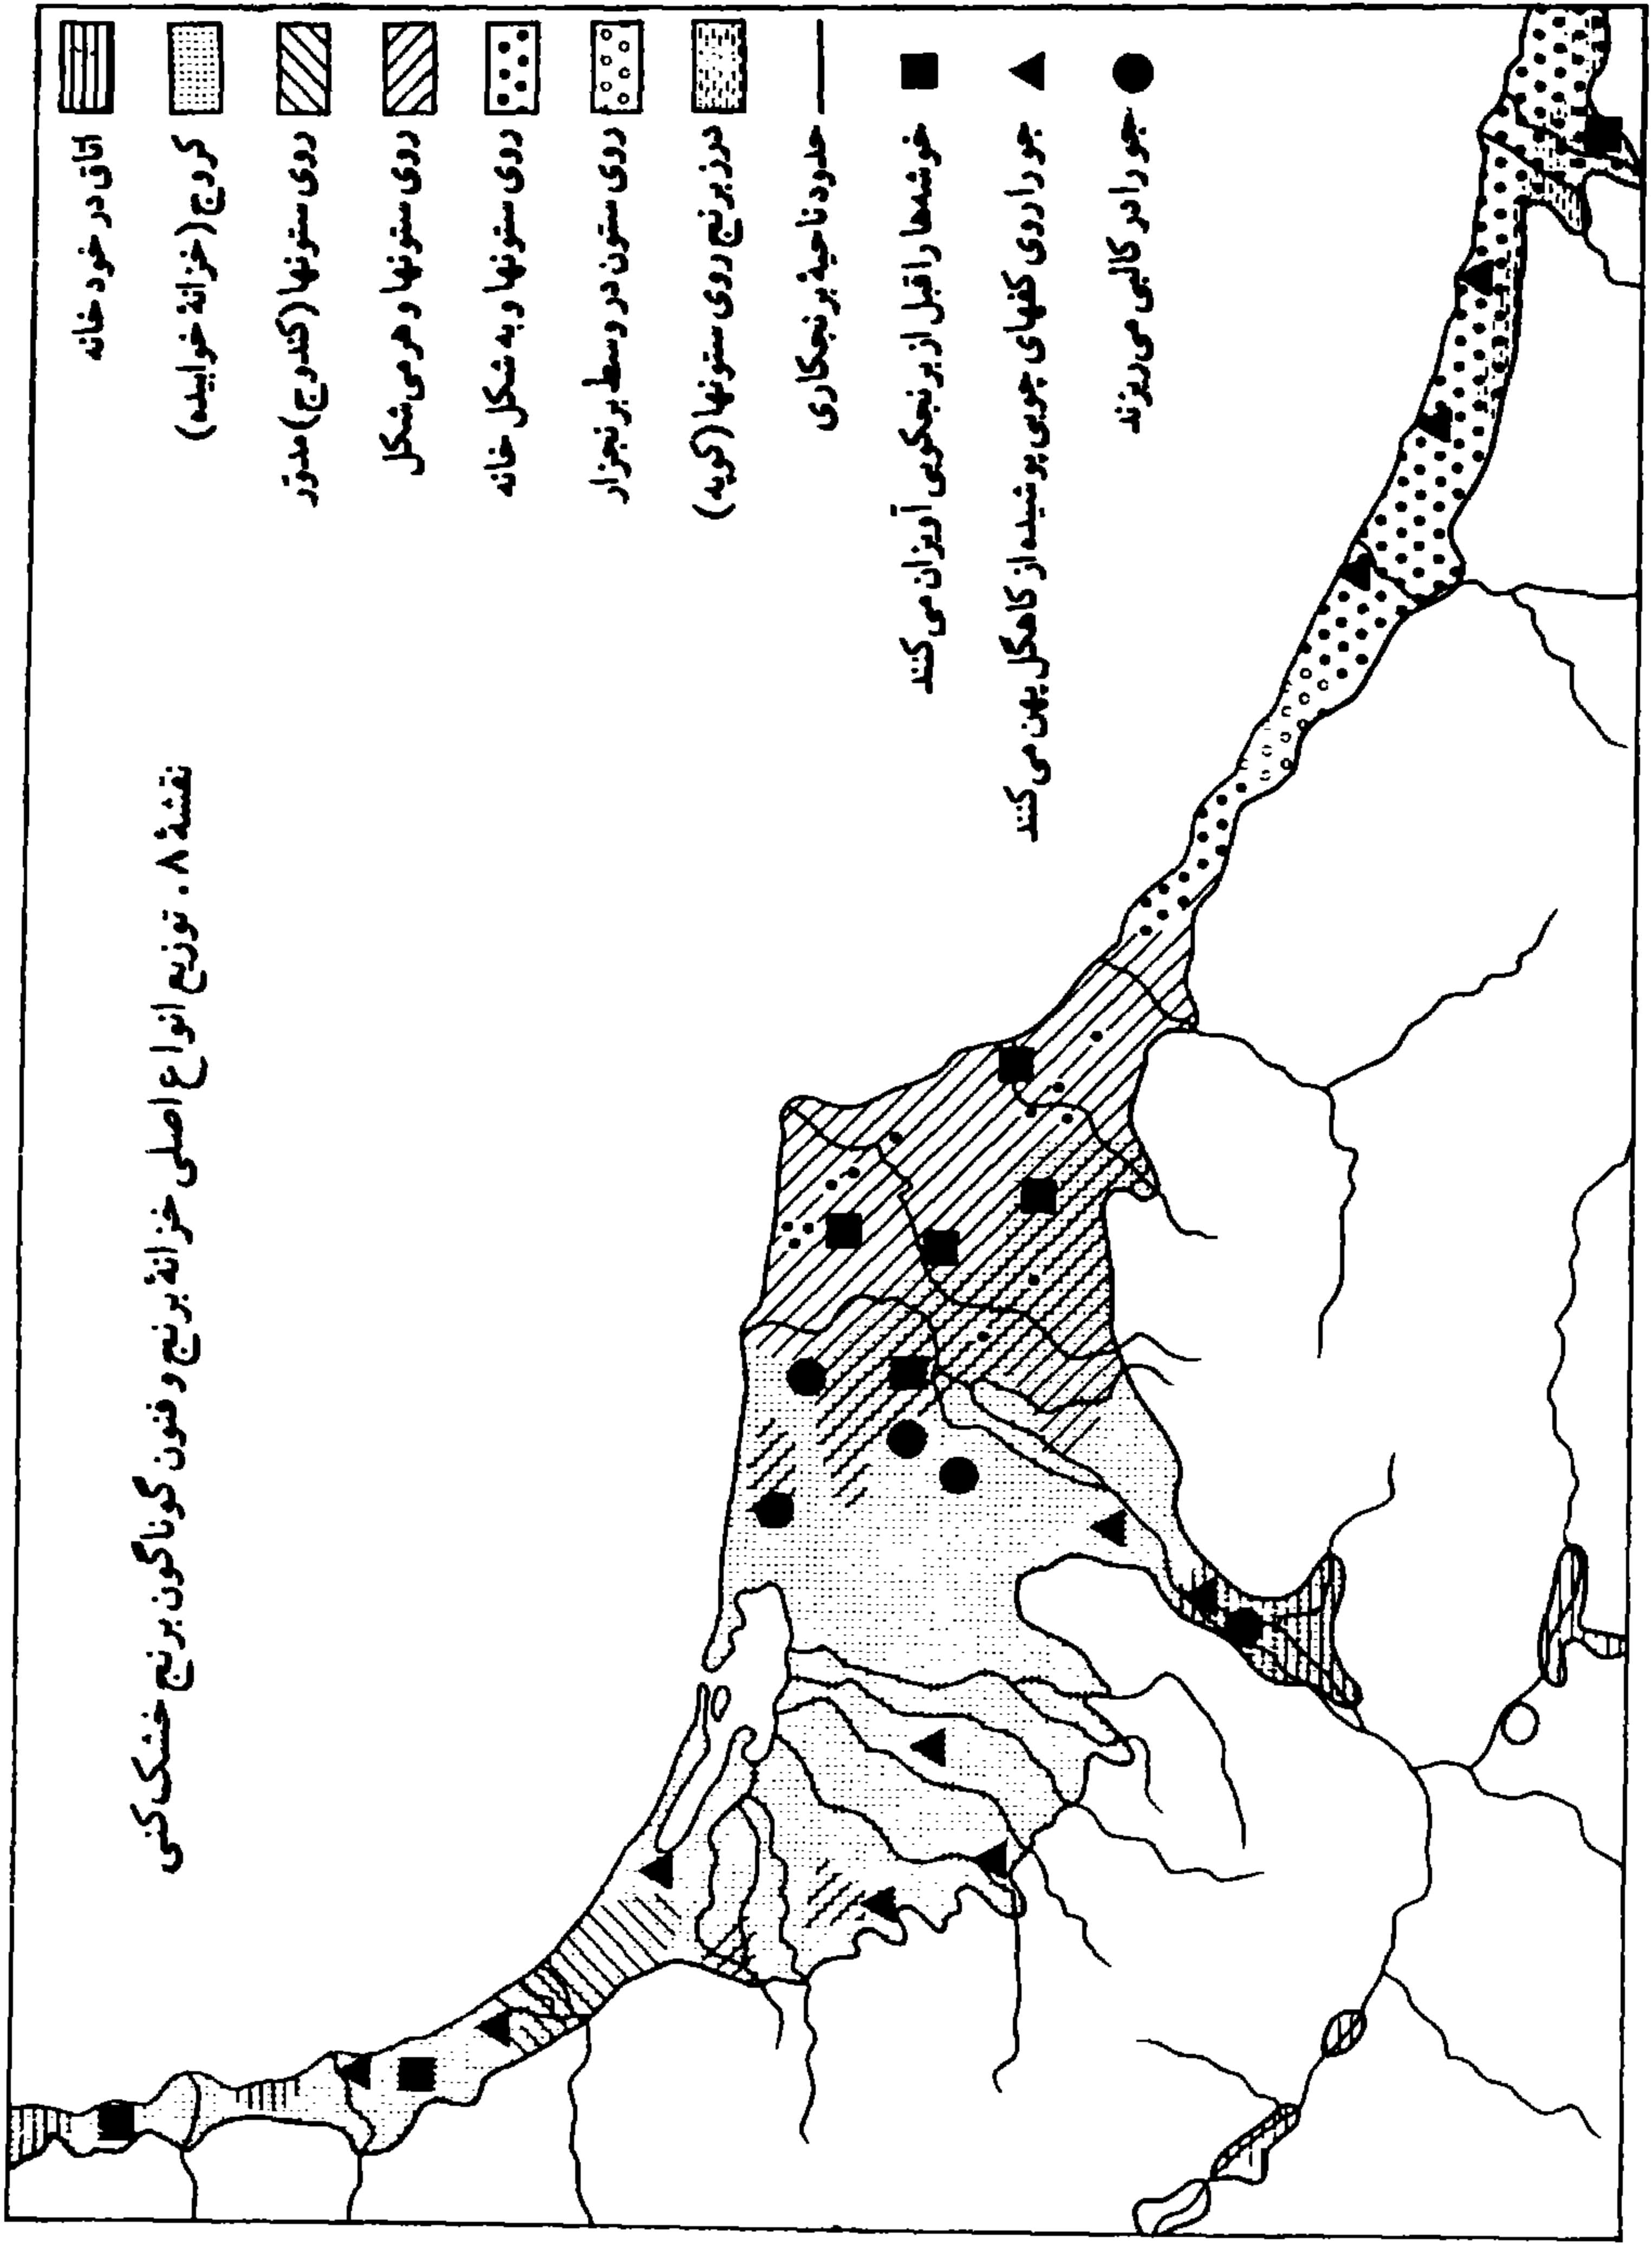 نقشهٔ ۸. توزیع انواع اصلی خزانهٔ برنج و فنون گوناگون برنج خشک‌کنی
اتاق در خود خانه
کروج (خزانهٔ خوابیده)
روی ستونها (کندوج) مدوّر
روی ستونها و هرمی شکل
روی ستونها و به شکل خانه
روی ستون در وسط برنجزار
درز برنج روی ستونها (کوپه)
حدود ناحیهٔ برنجکاری
خوشه‌ها را قبل از برنجکوبی آویزان می‌کنند
جو را روی کفهای چوبی پوشیده از کاهگل پهن می‌کنند
جو را در کالبی می‌ریزند